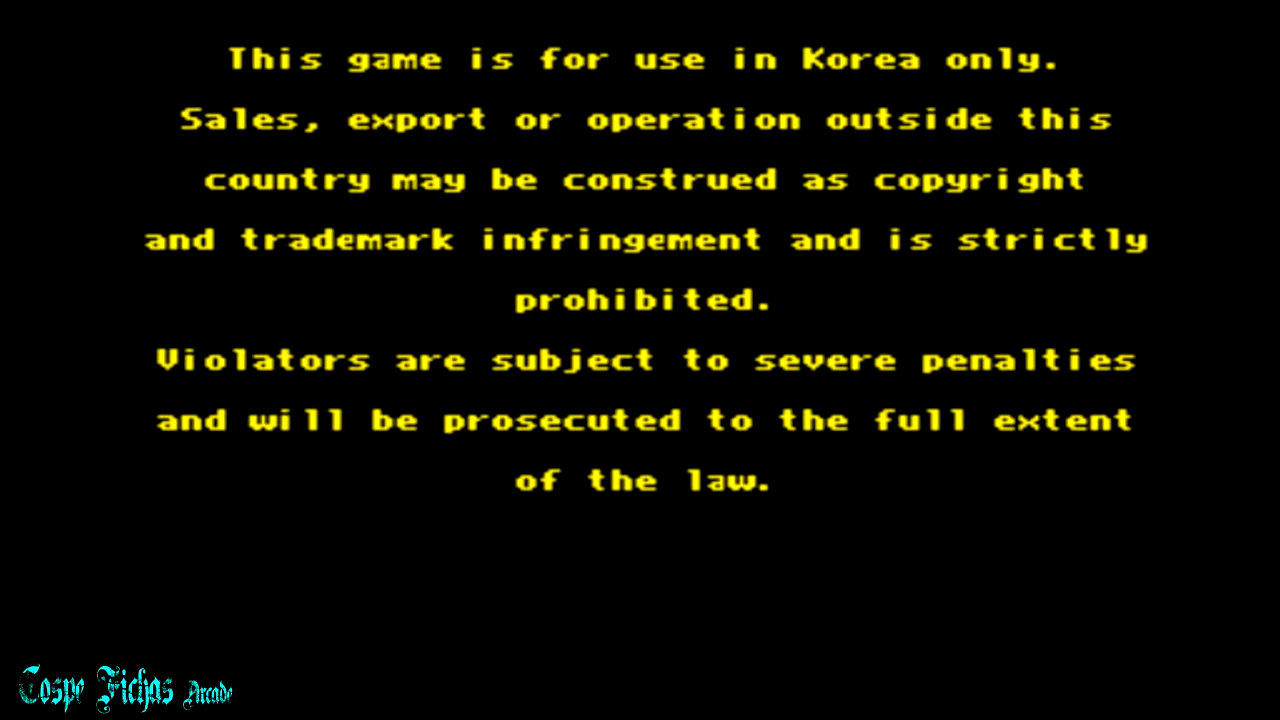 This game is for use in Korea only.
Sales, export or operation outside this
country may be construed as copyright
and trademark infringement and is strictly
prohibited.
Violators are subject to severe penalties
and will be prosecuted to the full extent
of the law.
Cospe Fichas Arcade